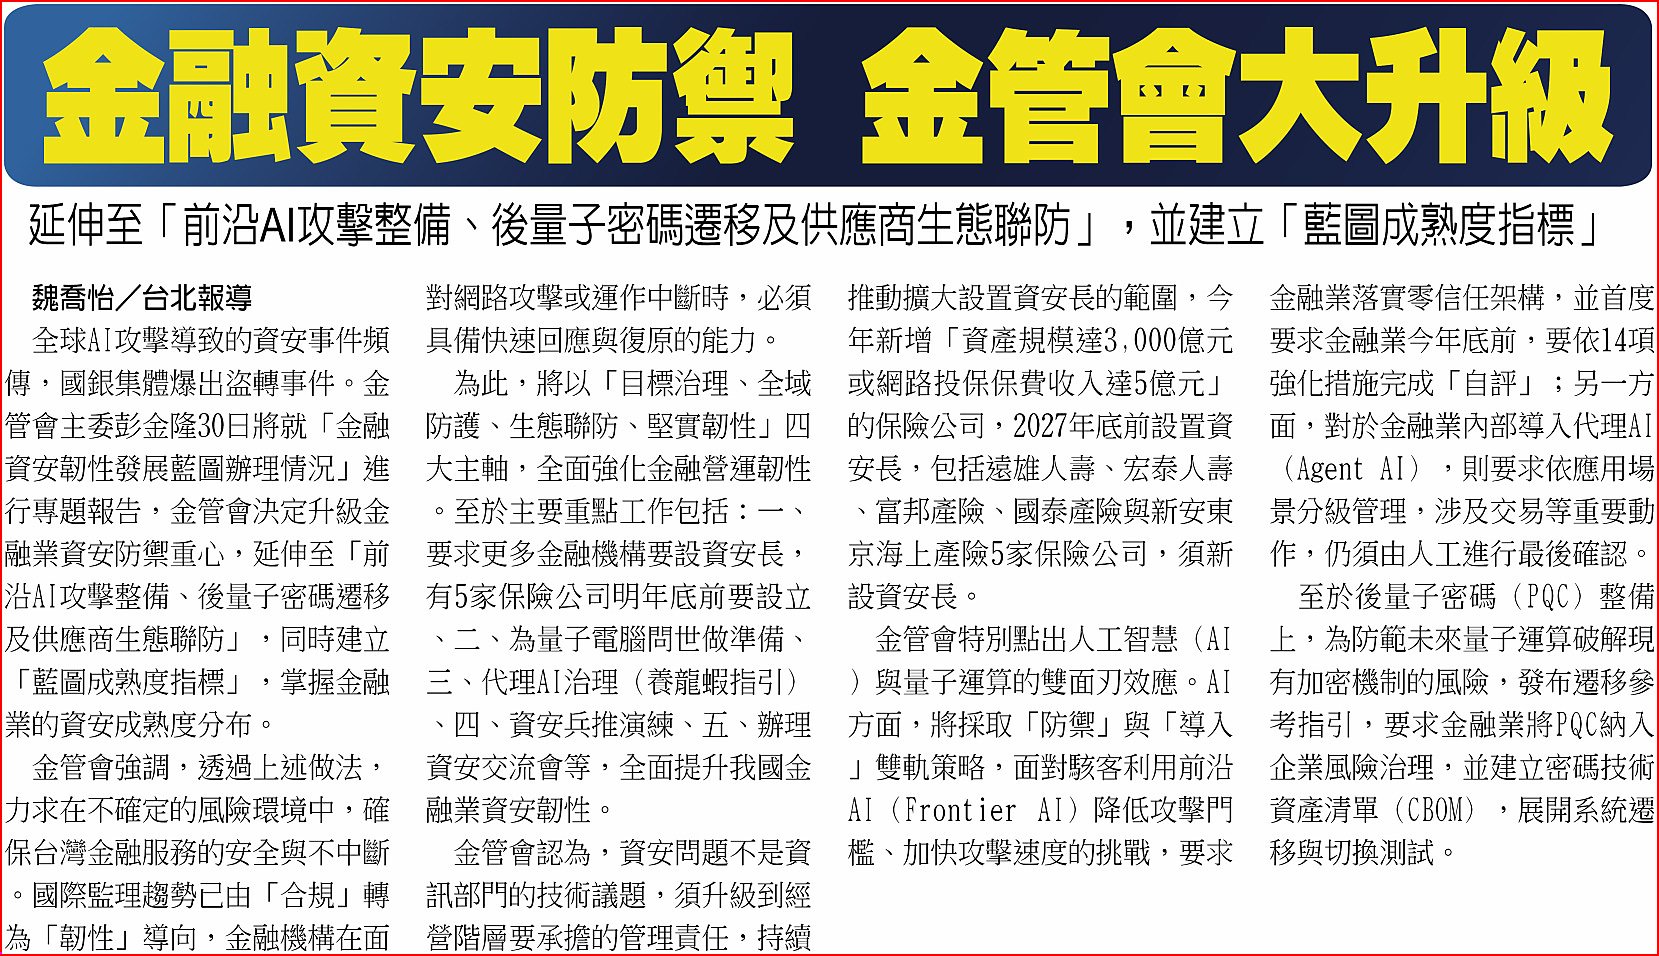 金融資安防禦 金管會大升級
延伸至「前沿AI攻擊整備、後量子密碼遷移及供應商生態聯防」，並建立「藍圖成熟度指標」
魏喬怡／台北報導
全球AI攻擊導致的資安事件頻
傳，國銀集體爆出盜轉事件。金
管會主委彭金隆30日將就「金融
資安韌性發展藍圖辦理情況」進
行專題報告，金管會決定升級金
融業資安防禦重心，延伸至「前
沿AI攻擊整備、後量子密碼遷移
及供應商生態聯防」，同時建立
「藍圖成熟度指標」，掌握金融
業的資安成熟度分布。
金管會強調，透過上述做法，
力求在不確定的風險環境中，確
保台灣金融服務的安全與不中斷
。國際監理趨勢已由「合規」轉
為「韌性」導向，金融機構在面
對網路攻擊或運作中斷時，必須
具備快速回應與復原的能力。
為此，將以「目標治理、全域
防護、生態聯防、堅實韌性」四
大主軸，全面強化金融營運韌性
。至於主要重點工作包括：一、
要求更多金融機構要設資安長，
有5家保險公司明年底前要設立
、二、為量子電腦問世做準備、
三、代理AI治理（養龍蝦指引）
、四、資安兵推演練、五、辦理
資安交流會等，全面提升我國金
融業資安韌性。
金管會認為，資安問題不是資
訊部門的技術議題，須升級到經
營階層要承擔的管理責任，持續
推動擴大設置資安長的範圍，今
年新增「資產規模達3,000億元
或網路投保保費收入達5億元」
的保險公司，2027年底前設置資
安長，包括遠雄人壽、宏泰人壽
、富邦產險、國泰產險與新安東
京海上產險5家保險公司，須新
設資安長。
金管會特別點出人工智慧（AI
）與量子運算的雙面刃效應。AI
方面，將採取「防禦」與「導入
」雙軌策略，面對駭客利用前沿
AI（Frontier AI）降低攻擊門
檻、加快攻擊速度的挑戰，要求
金融業落實零信任架構，並首度
要求金融業今年底前，要依14項
強化措施完成「自評」；另一方
面，對於金融業內部導入代理AI
（Agent AI），則要求依應用場
景分級管理，涉及交易等重要動
作，仍須由人工進行最後確認。
至於後量子密碼（PQC）整備
上，為防範未來量子運算破解現
有加密機制的風險，發布遷移參
考指引，要求金融業將PQC納入
企業風險治理，並建立密碼技術
資產清單（CBOM），展開系統遷
移與切換測試。